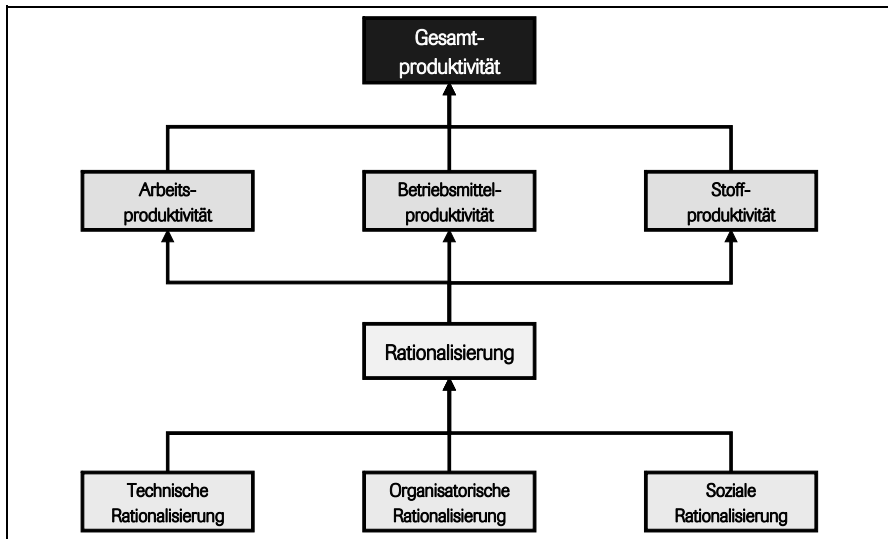 Gesamt-
produktivität
Arbeits-
produktivität
Betriebsmittel-
produktivität
Stoff-
produktivität
Rationalisierung
Technische
Rationalisierung
Organisatorische
Rationalisierung
Soziale
Rationalisierung